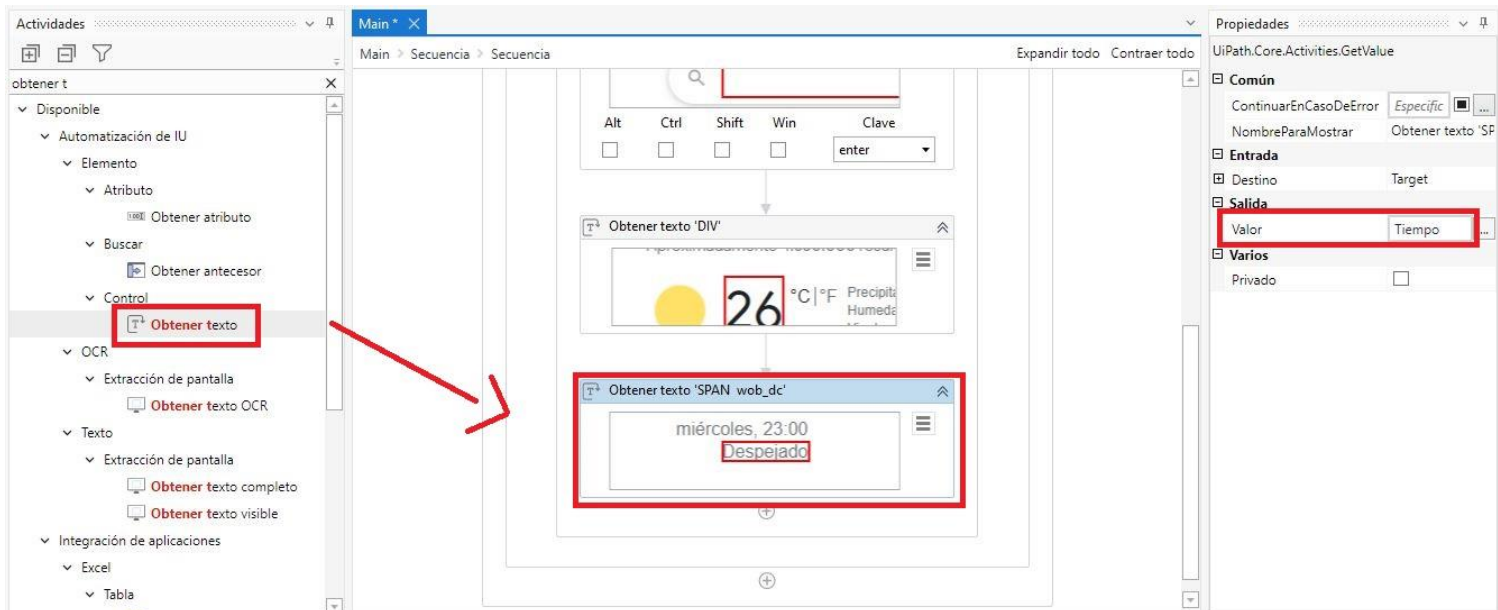 Actividades
obtener t
Disponible
Automatización de IU
Elemento
Atributo
Obtener atributo
Buscar
Obtener antecesor
Control
Obtener texto
OCR
Extracción de pantalla
Obtener texto OCR
Texto
Extracción de pantalla
Obtener texto completo
Obtener texto visible
Integración de aplicaciones
Excel
Tabla
Main *
Main > Secuencia > Secuencia
Expandir todo Contraer todo
Alt Ctrl Shift Win Clave
enter
Obtener texto 'DIV'
26 °C|°F Precipita
Humeda
Obtener texto 'SPAN wob_dc'
miércoles, 23:00
Despejado
Propiedades
UiPath.Core.Activities.GetValue
Común
ContinuarEnCasoDeError Especific ...
NombreParaMostrar Obtener texto 'SP
Entrada
Destino Target
Salida
Valor Tiempo ...
Varios
Privado